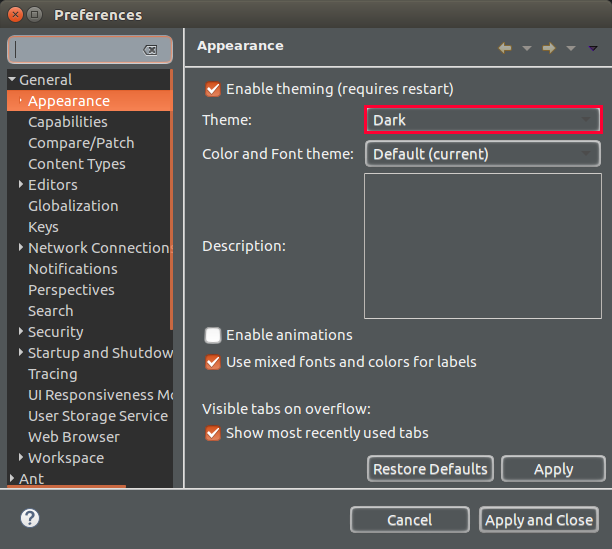 Preferences
General
Appearance
Capabilities
Compare/Patch
Content Types
Editors
Globalization
Keys
Network Connections
Notifications
Perspectives
Search
Security
Startup and Shutdow
Tracing
UI Responsiveness Mo
User Storage Service
Web Browser
Workspace
Ant
Appearance
Enable theming (requires restart)
Theme: Dark
Color and Font theme: Default (current)
Description:
Enable animations
Use mixed fonts and colors for labels
Visible tabs on overflow:
Show most recently used tabs
Restore Defaults Apply
? Cancel Apply and Close